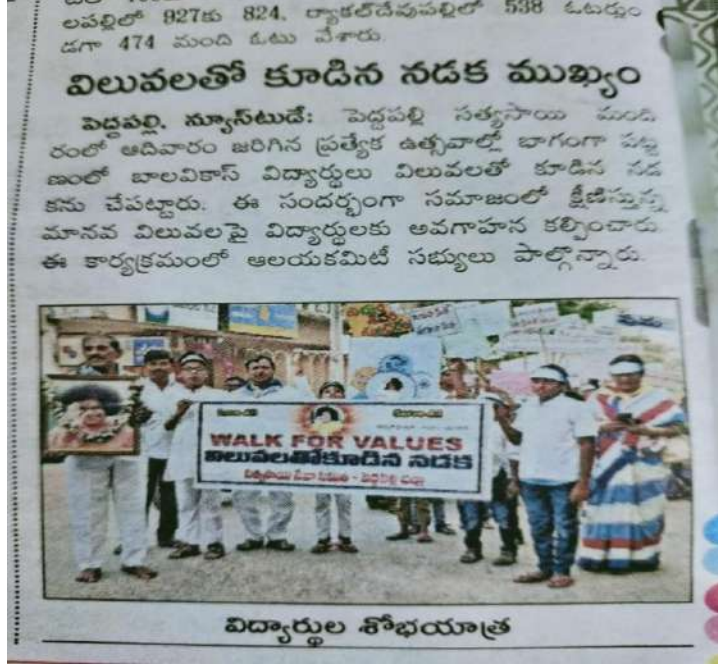 లపల్లిలో 927కు 824, ర్యాకల్‌దేవుపల్లిలో 538 ఓటర్లుం
డగా 474 మంది ఓటు వేశారు.
విలువలతో కూడిన నడక ముఖ్యం
పెద్దపల్లి, న్యూస్‌టుడే: పెద్దపల్లి సత్యసాయి మంది
రంలో ఆదివారం జరిగిన ప్రత్యేక ఉత్సవాల్లో భాగంగా పట్ట
ణంలో బాలవికాస్ విద్యార్థులు విలువలతో కూడిన నడ
కను చేపట్టారు. ఈ సందర్భంగా సమాజంలో క్షీణిస్తున్న
మానవ విలువలపై విద్యార్థులకు అవగాహన కల్పించారు.
ఈ కార్యక్రమంలో ఆలయకమిటీ సభ్యులు పాల్గొన్నారు.
WALK FOR VALUES
విలువలతోకూడిన నడక
విద్యార్థుల శోభయాత్ర